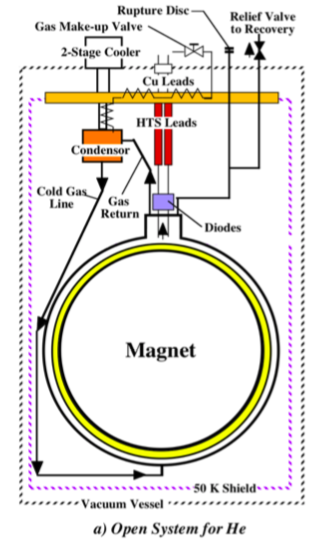 Rupture Disc
Gas Make-up Valve
Relief Valve
to Recovery
2-Stage Cooler
Cu Leads
HTS Leads
Condensor
Cold Gas
Line
Gas
Return
Diodes
Magnet
50 K Shield
Vacuum Vessel
a) Open System for He